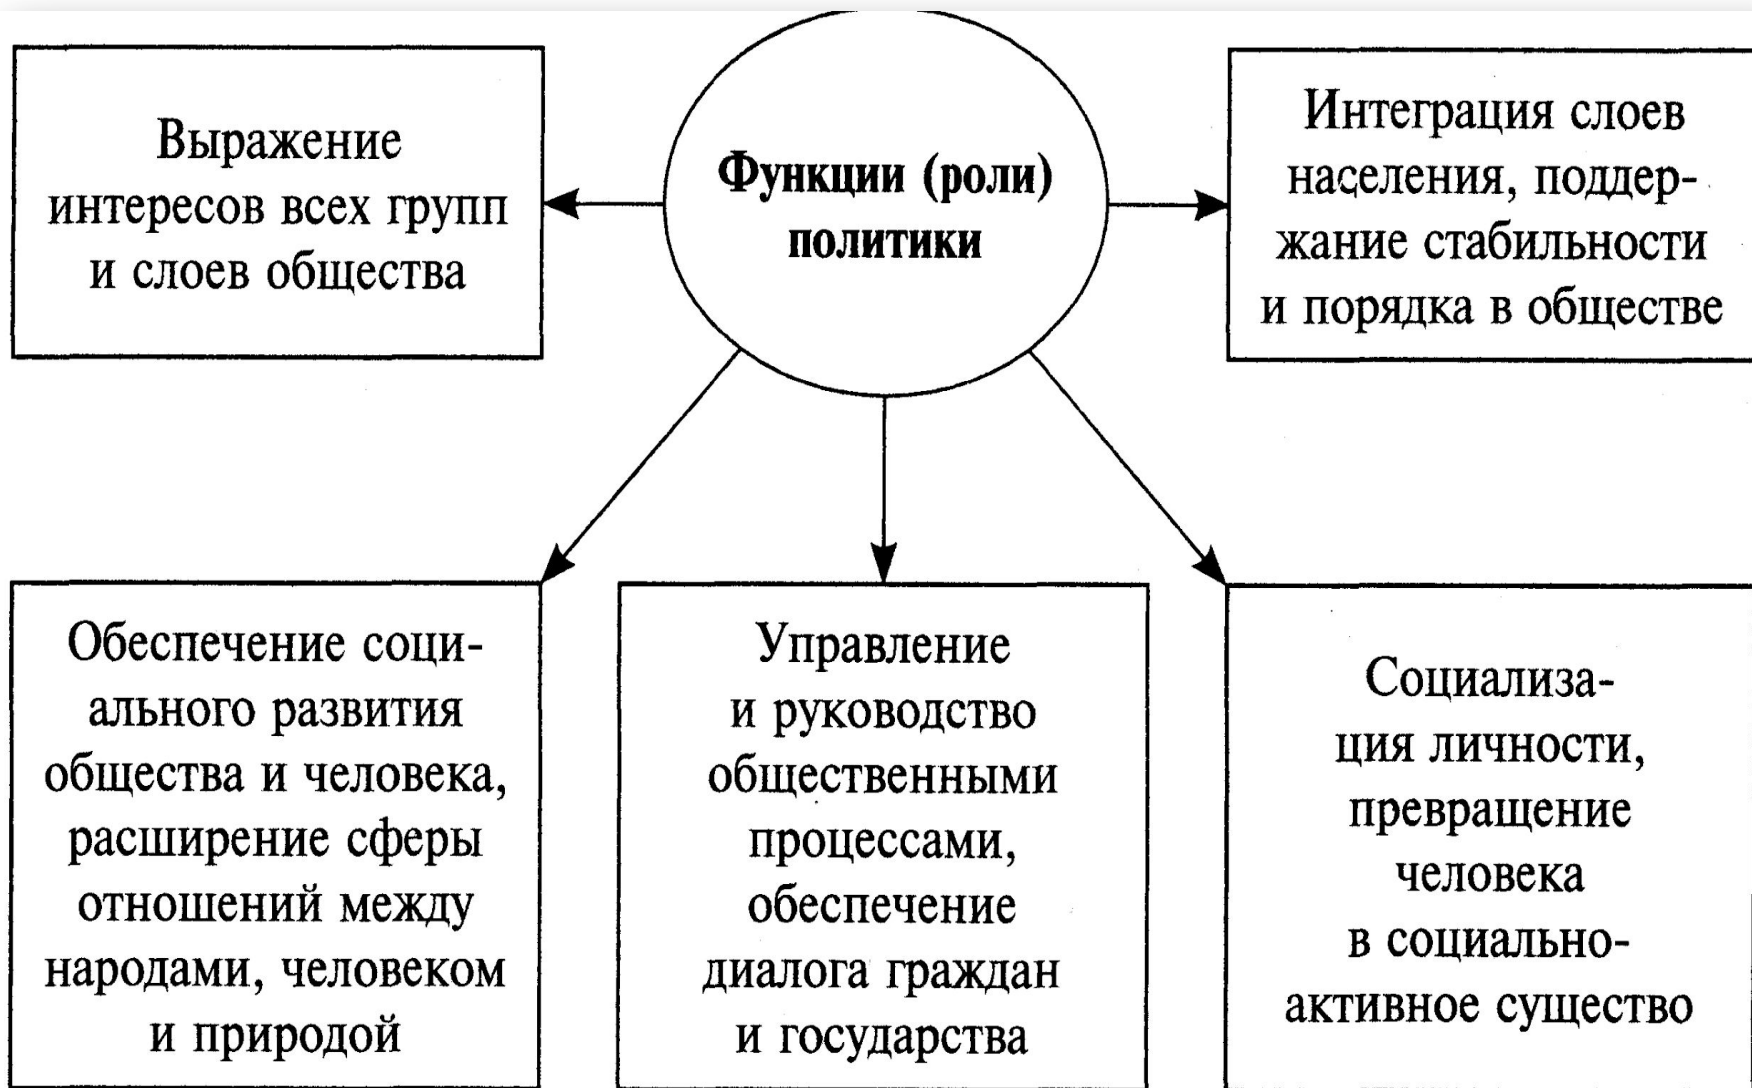 Функции (роли)
политики
Выражение
интересов всех групп
и слоев общества
Интеграция слоев
населения, поддер-
жание стабильности
и порядка в обществе
Обеспечение соци-
ального развития
общества и человека,
расширение сферы
отношений между
народами, человеком
и природой
Управление
и руководство
общественными
процессами,
обеспечение
диалога граждан
и государства
Социализа-
ция личности,
превращение
человека
в социально-
активное существо